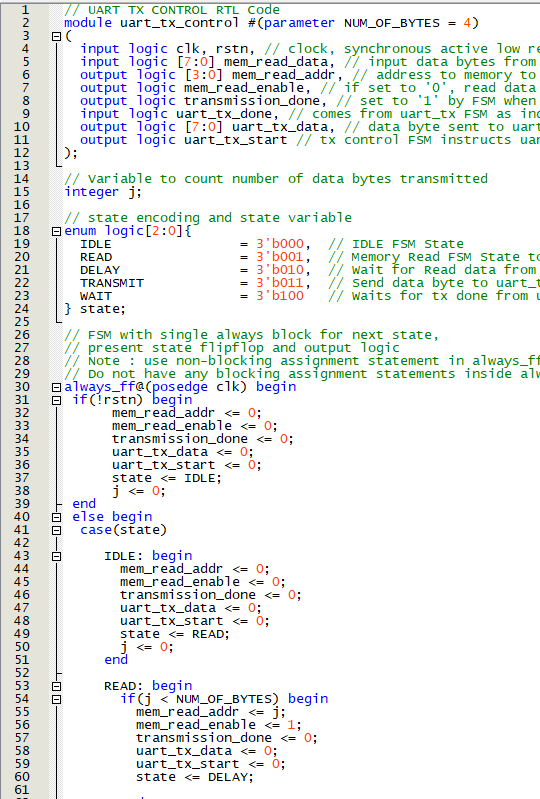 1 // UART TX CONTROL RTL Code
2 module uart_tx_control #(parameter NUM_OF_BYTES = 4)
3 (
4 input logic clk, rstn, // clock, synchronous active low re
5 input logic [7:0] mem_read_data, // input data bytes from
6 output logic [3:0] mem_read_addr, // address to memory to
7 output logic mem_read_enable, // if set to '0', read data
8 output logic transmission_done, // set to '1' by FSM when
9 input logic uart_tx_done, // comes from uart_tx FSM as ind
10 output logic [7:0] uart_tx_data, // data byte sent to uart
11 output logic uart_tx_start // tx control FSM instructs uar
12 );
13
14 // Variable to count number of data bytes transmitted
15 integer j;
16
17 // state encoding and state variable
18 enum logic[2:0]{
19 IDLE = 3'b000, // IDLE FSM State
20 READ = 3'b001, // Memory Read FSM State to
21 DELAY = 3'b010, // Wait for Read data from
22 TRANSMIT = 3'b011, // Send data byte to uart_t
23 WAIT = 3'b100 // Waits for tx done from u
24 } state;
25
26 // FSM with single always block for next state,
27 // present state flipflop and output logic
28 // Note : use non-blocking assignment statement in always_ff
29 // Do not have any blocking assignment statements inside alw
30 always_ff@(posedge clk) begin
31 if(!rstn) begin
32 mem_read_addr <= 0;
33 mem_read_enable <= 0;
34 transmission_done <= 0;
35 uart_tx_data <= 0;
36 uart_tx_start <= 0;
37 state <= IDLE;
38 j <= 0;
39 end
40 else begin
41 case(state)
42
43 IDLE: begin
44 mem_read_addr <= 0;
45 mem_read_enable <= 0;
46 transmission_done <= 0;
47 uart_tx_data <= 0;
48 uart_tx_start <= 0;
49 state <= READ;
50 j <= 0;
51 end
52
53 READ: begin
54 if(j < NUM_OF_BYTES) begin
55 mem_read_addr <= j;
56 mem_read_enable <= 1;
57 transmission_done <= 0;
58 uart_tx_data <= 0;
59 uart_tx_start <= 0;
60 state <= DELAY;
61